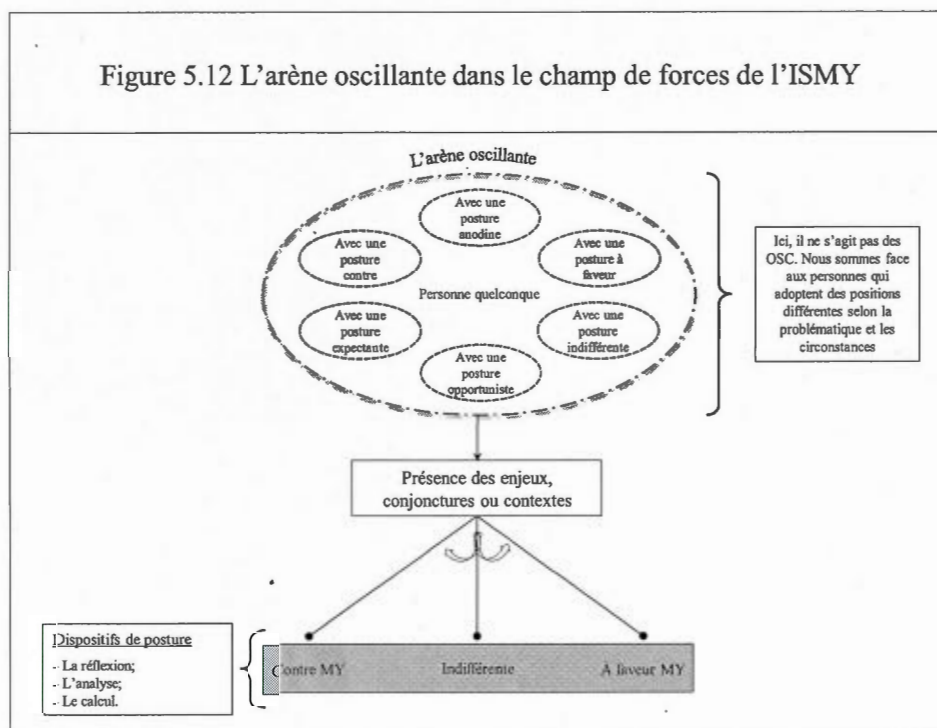 Figure 5.12 L'arène oscillante dans le champ de forces de l'ISMY
L'arène oscillante
Avec une
posture
anodine
Avec une
posture
contre
Avec une
posture à
faveur
Personne quelconque
Avec une
posture
expectante
Avec une
posture
indifférente
Avec une
posture
opportuniste
Ici, il ne s'agit pas des
OSC. Nous sommes face
aux personnes qui
adoptent des positions
différentes selon la
problématique et les
circonstances
Présence des enjeux,
conjonctures ou contextes
Dispositifs de posture
- La réflexion;
- L'analyse;
- Le calcul.
Contre MY
Indifférente
À faveur MY